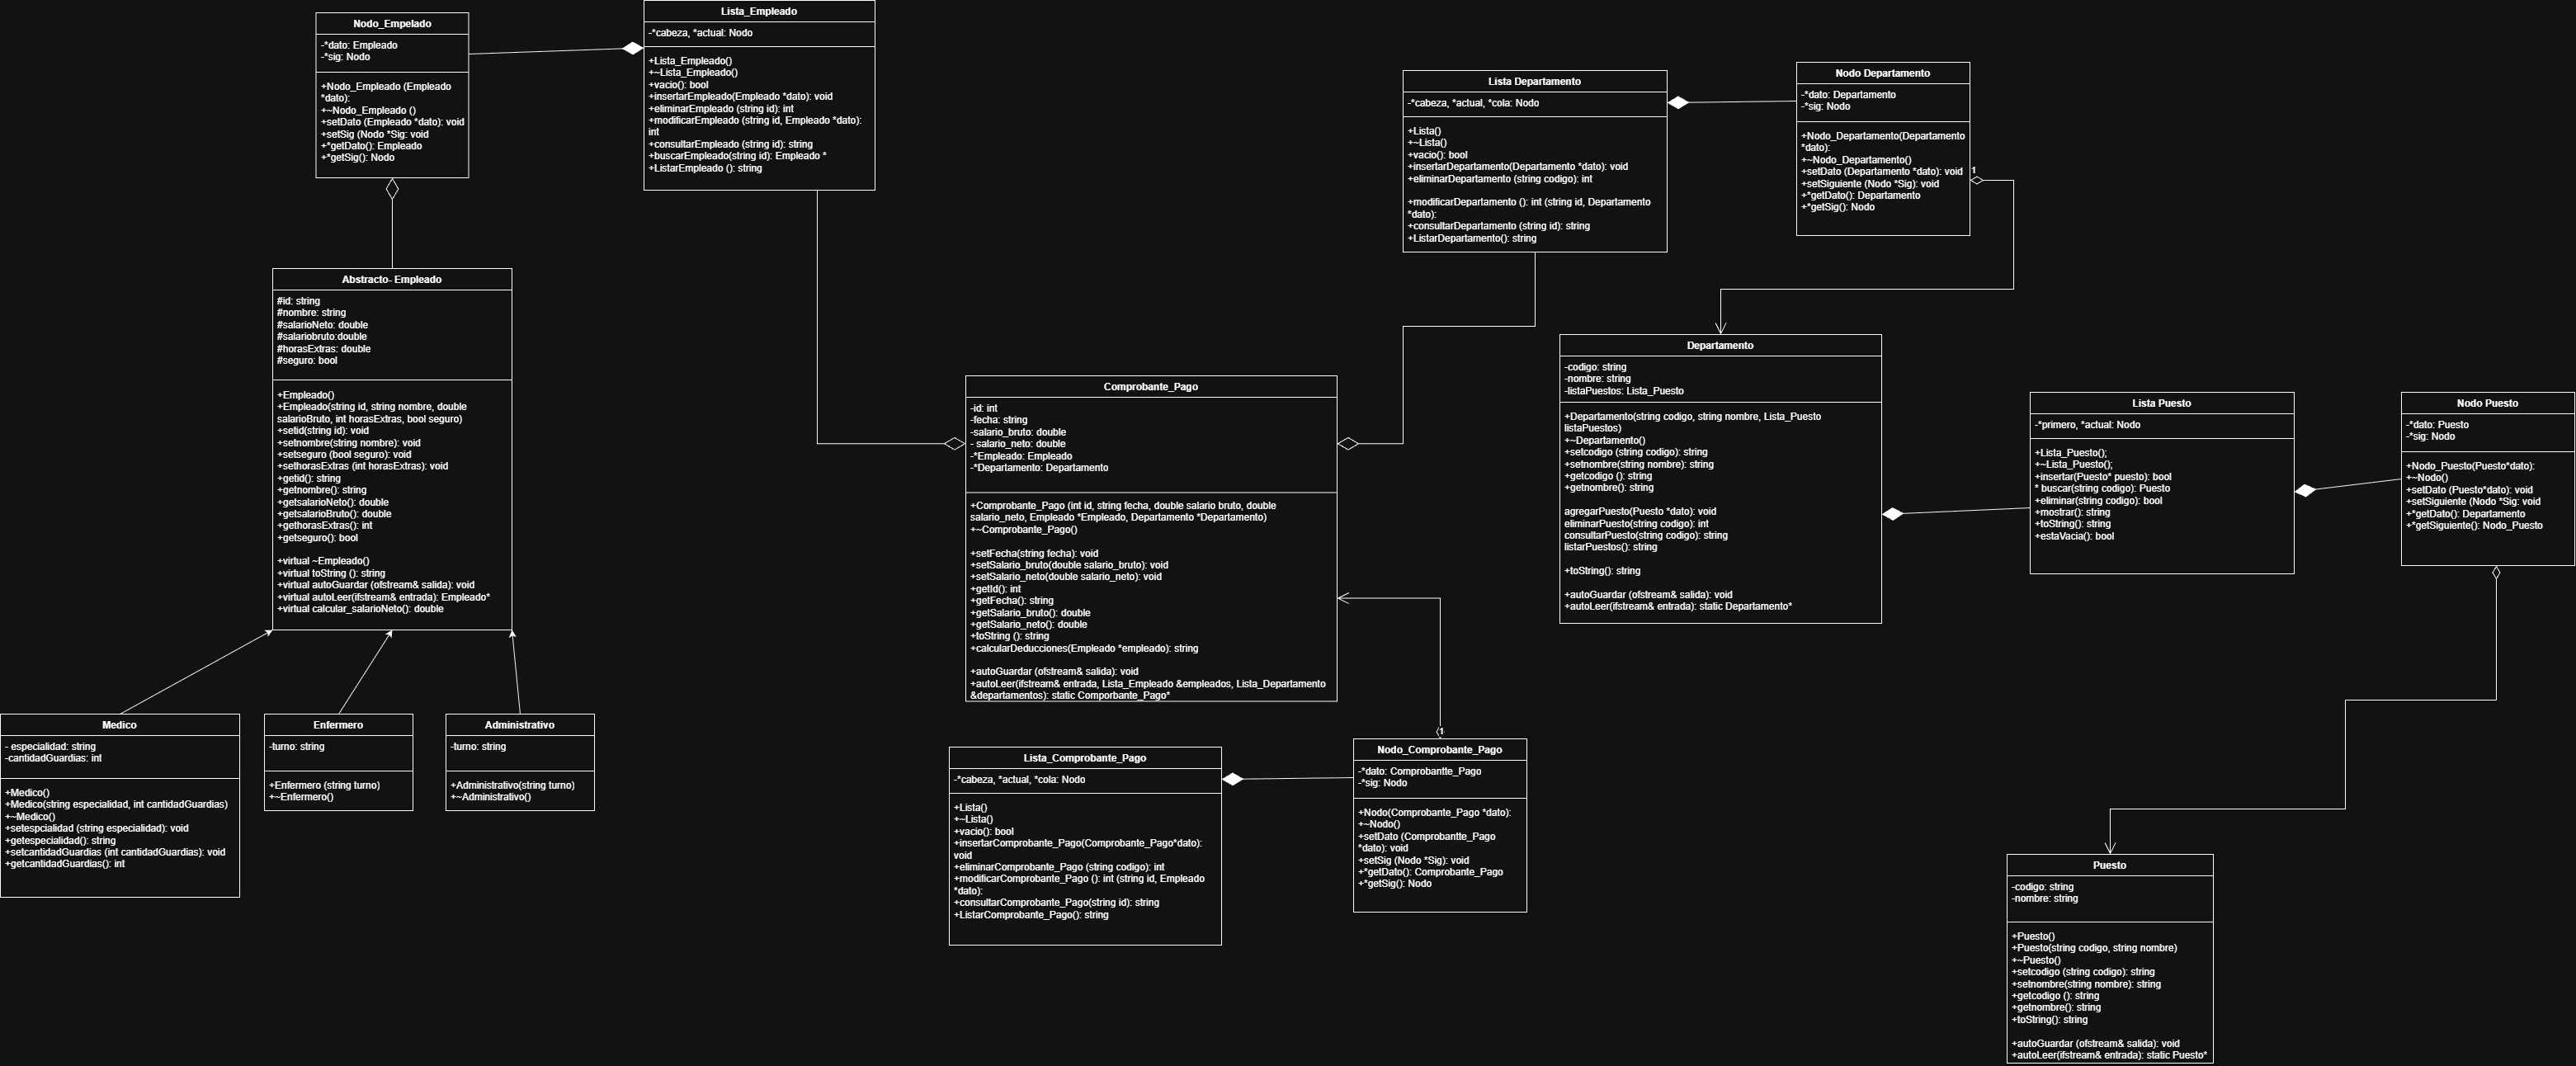 Nodo_Empelado
-*dato: Empleado
-*sig: Nodo
+Nodo_Empleado (Empleado
*dato):
+~Nodo_Empleado ()
+setDato (Empleado *dato): void
+setSig (Nodo *Sig: void
+*getDato(): Empleado
+*getSig(): Nodo
Lista_Empleado
-*cabeza, *actual: Nodo
+Lista_Empleado()
+~Lista_Empleado()
+vacio(): bool
+insertarEmpleado(Empleado *dato): void
+eliminarEmpleado (string id): int
+modificarEmpleado (string id, Empleado *dato):
int
+consultarEmpleado (string id): string
+buscarEmpleado(string id): Empleado *
+ListarEmpleado (): string
Lista Departamento
-*cabeza, *actual, *cola: Nodo
+Lista()
+~Lista()
+vacio(): bool
+insertarDepartamento(Departamento *dato): void
+eliminarDepartamento (string codigo): int
+modificarDepartamento (): int (string id, Departamento
*dato):
+consultarDepartamento (string id): string
+ListarDepartamento(): string
Nodo Departamento
-*dato: Departamento
-*sig: Nodo
+Nodo_Departamento(Departamento
*dato):
+~Nodo_Departamento()
+setDato (Departamento *dato): void
+setSiguiente (Nodo *Sig): void
+*getDato(): Departamento
+*getSig(): Nodo
1
Abstracto- Empleado
#id: string
#nombre: string
#salarioNeto: double
#salariobruto:double
#horasExtras: double
#seguro: bool
+Empleado()
+Empleado(string id, string nombre, double
salarioBruto, int horasExtras, bool seguro)
+setid(string id): void
+setnombre(string nombre): void
+setseguro (bool seguro): void
+sethorasExtras (int horasExtras): void
+getid(): string
+getnombre(): string
+getsalarioNeto(): double
+getsalarioBruto(): double
+gethorasExtras(): int
+getseguro(): bool
+virtual ~Empleado()
+virtual toString (): string
+virtual autoGuardar (ofstream& salida): void
+virtual autoLeer(ifstream& entrada): Empleado*
+virtual calcular_salarioNeto(): double
Comprobante_Pago
-id: int
-fecha: string
-salario_bruto: double
- salario_neto: double
-*Empleado: Empleado
-*Departamento: Departamento
+Comprobante_Pago (int id, string fecha, double salario bruto, double
salario_neto, Empleado *Empleado, Departamento *Departamento)
+~Comprobante_Pago()
+setFecha(string fecha): void
+setSalario_bruto(double salario_bruto): void
+setSalario_neto(double salario_neto): void
+getId(): int
+getFecha(): string
+getSalario_bruto(): double
+getSalario_neto(): double
+toString (): string
+calcularDeducciones(Empleado *empleado): string
+autoGuardar (ofstream& salida): void
+autoLeer(ifstream& entrada, Lista_Empleado &empleados, Lista_Departamento
&departamentos): static Comporbante_Pago*
Departamento
-codigo: string
-nombre: string
-listaPuestos: Lista_Puesto
+Departamento(string codigo, string nombre, Lista_Puesto
listaPuestos)
+~Departamento()
+setcodigo (string codigo): string
+setnombre(string nombre): string
+getcodigo (): string
+getnombre(): string
agregarPuesto(Puesto *dato): void
eliminarPuesto(string codigo): int
consultarPuesto(string codigo): string
listarPuestos(): string
+toString(): string
+autoGuardar (ofstream& salida): void
+autoLeer(ifstream& entrada): static Departamento*
Lista Puesto
-*primero, *actual: Nodo
+Lista_Puesto();
+~Lista_Puesto();
+insertar(Puesto* puesto): bool
* buscar(string codigo): Puesto
+eliminar(string codigo): bool
+mostrar(): string
+toString(): string
+estaVacia(): bool
Nodo Puesto
-*dato: Puesto
-*sig: Nodo
+Nodo_Puesto(Puesto*dato):
+~Nodo()
+setDato (Puesto*dato): void
+setSiguiente (Nodo *Sig: void
+*getDato(): Departamento
+*getSiguiente(): Nodo_Puesto
Medico
- especialidad: string
-cantidadGuardias: int
+Medico()
+Medico(string especialidad, int cantidadGuardias)
+~Medico()
+setespcialidad (string especialidad): void
+getespecialidad(): string
+setcantidadGuardias (int cantidadGuardias): void
+getcantidadGuardias(): int
Enfermero
-turno: string
+Enfermero (string turno)
+~Enfermero()
Administrativo
-turno: string
+Administrativo(string turno)
+~Administrativo()
Lista_Comprobante_Pago
-*cabeza, *actual, *cola: Nodo
+Lista()
+~Lista()
+vacio(): bool
+insertarComprobante_Pago(Comprobante_Pago*dato):
void
+eliminarComprobante_Pago (string codigo): int
+modificarComprobante_Pago (): int (string id, Empleado
*dato):
+consultarComprobante_Pago(string id): string
+ListarComprobante_Pago(): string
1
Nodo_Comprobante_Pago
-*dato: Comprobantte_Pago
-*sig: Nodo
+Nodo(Comprobante_Pago *dato):
+~Nodo()
+setDato (Comprobantte_Pago
*dato): void
+setSig (Nodo *Sig): void
+*getDato(): Comprobante_Pago
+*getSig(): Nodo
Puesto
-codigo: string
-nombre: string
+Puesto()
+Puesto(string codigo, string nombre)
+~Puesto()
+setcodigo (string codigo): string
+setnombre(string nombre): string
+getcodigo (): string
+getnombre(): string
+toString(): string
+autoGuardar (ofstream& salida): void
+autoLeer(ifstream& entrada): static Puesto*